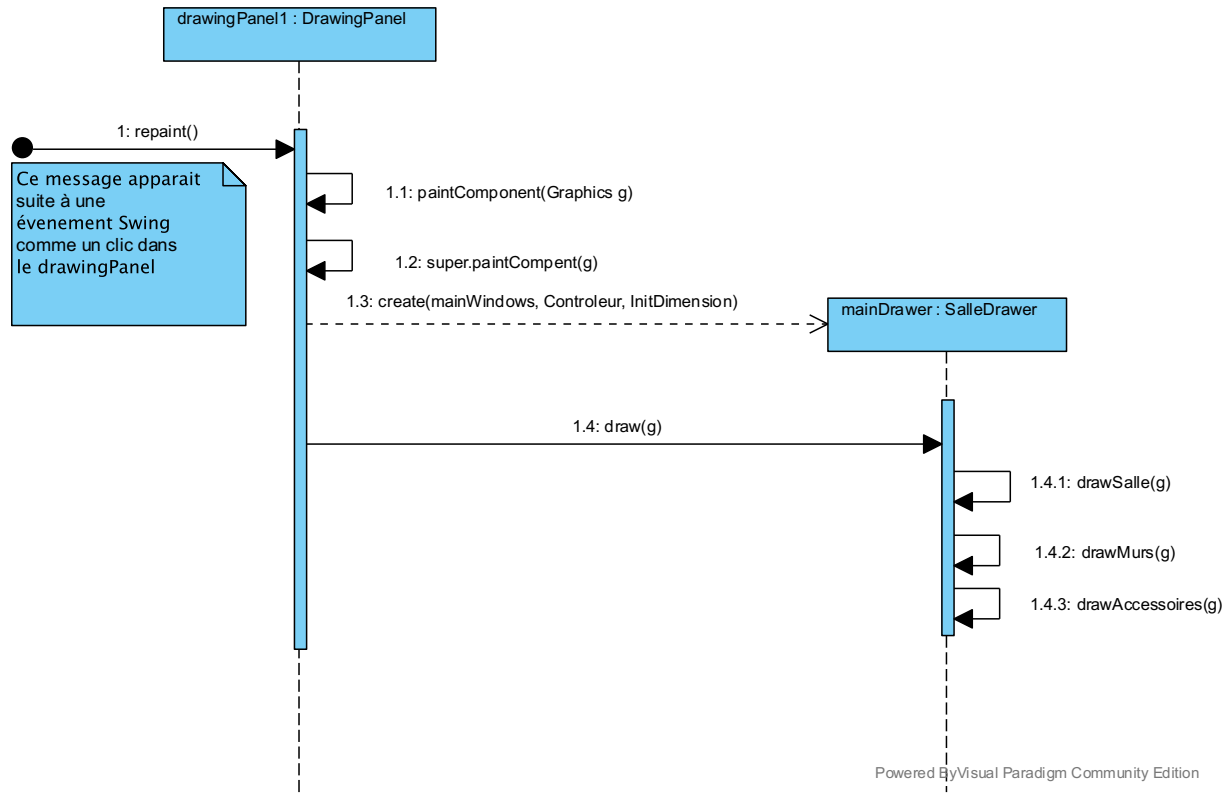 drawingPanel1 : DrawingPanel
1: repaint()
Ce message apparait
suite à une
évenement Swing
comme un clic dans
le drawingPanel
1.1: paintComponent(Graphics g)
1.2: super.paintCompent(g)
1.3: create(mainWindows, Controleur, InitDimension)
mainDrawer : SalleDrawer
1.4: draw(g)
1.4.1: drawSalle(g)
1.4.2: drawMurs(g)
1.4.3: drawAccessoires(g)
Powered ByVisual Paradigm Community Edition